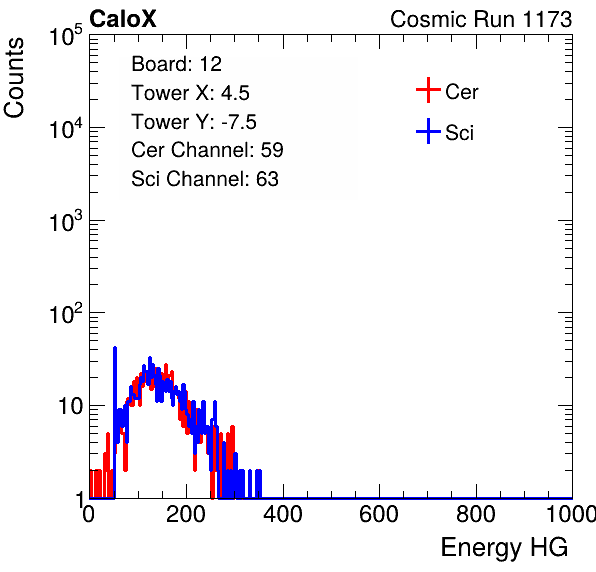 CaloX Cosmic Run 1173
Counts
Board: 12
Tower X: 4.5
Tower Y: -7.5
Cer Channel: 59
Sci Channel: 63
Cer
Sci
10^5
10^4
10^3
10^2
10
1
0 200 400 600 800 1000
Energy HG